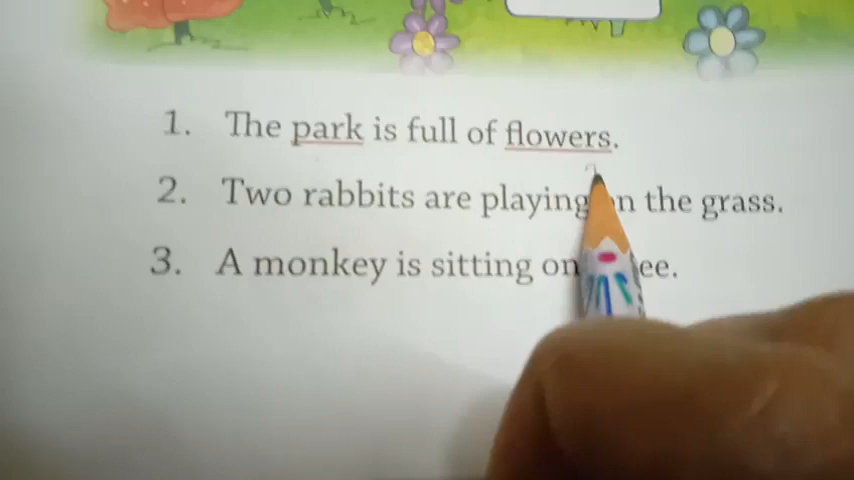 1. The park is full of flowers.
2. Two rabbits are playing on the grass.
3. A monkey is sitting on